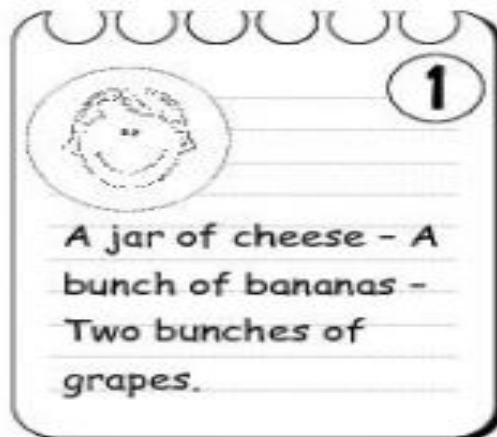 1
A jar of cheese - A
bunch of bananas -
Two bunches of
grapes.